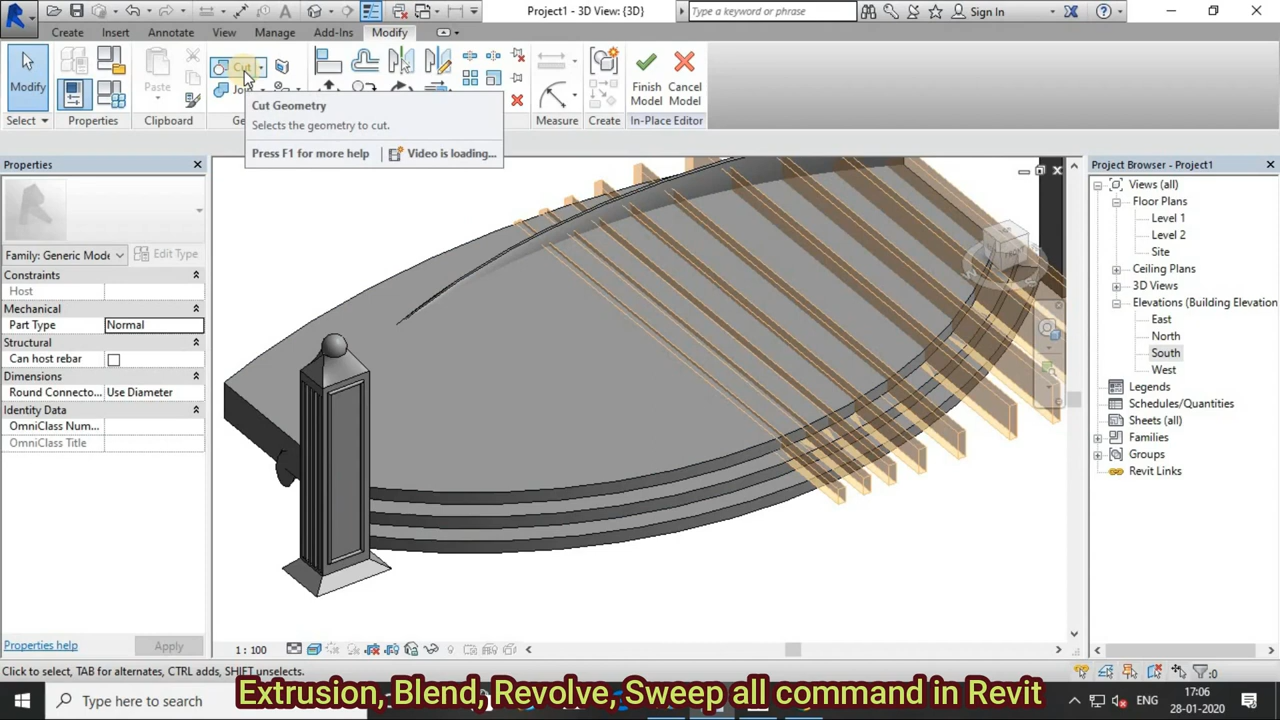 Project1 - 3D View: {3D}
Type a keyword or phrase
Sign In
Create Insert Annotate View Manage Add-Ins Modify
Cut
Paste
Modify
Finish Model
Cancel Model
Select
Properties
Clipboard
Measure
Create
In-Place Editor
Cut Geometry
Selects the geometry to cut.
Press F1 for more help
Video is loading...
Properties
Family: Generic Mode
Edit Type
Constraints
Host
Mechanical
Part Type Normal
Structural
Can host rebar
Dimensions
Round Connecto... Use Diameter
Identity Data
OmniClass Num...
OmniClass Title
Properties help
Apply
FRONT
1 : 100
Project Browser - Project1
Views (all)
Floor Plans
Level 1
Level 2
Site
Ceiling Plans
3D Views
Elevations (Building Elevation
East
North
South
West
Legends
Schedules/Quantities
Sheets (all)
Families
Groups
Revit Links
Click to select, TAB for alternates, CTRL adds, SHIFT unselects.
:0
Type here to search
Extrusion, Blend, Revolve, Sweep all command in Revit
ENG
17:06
28-01-2020